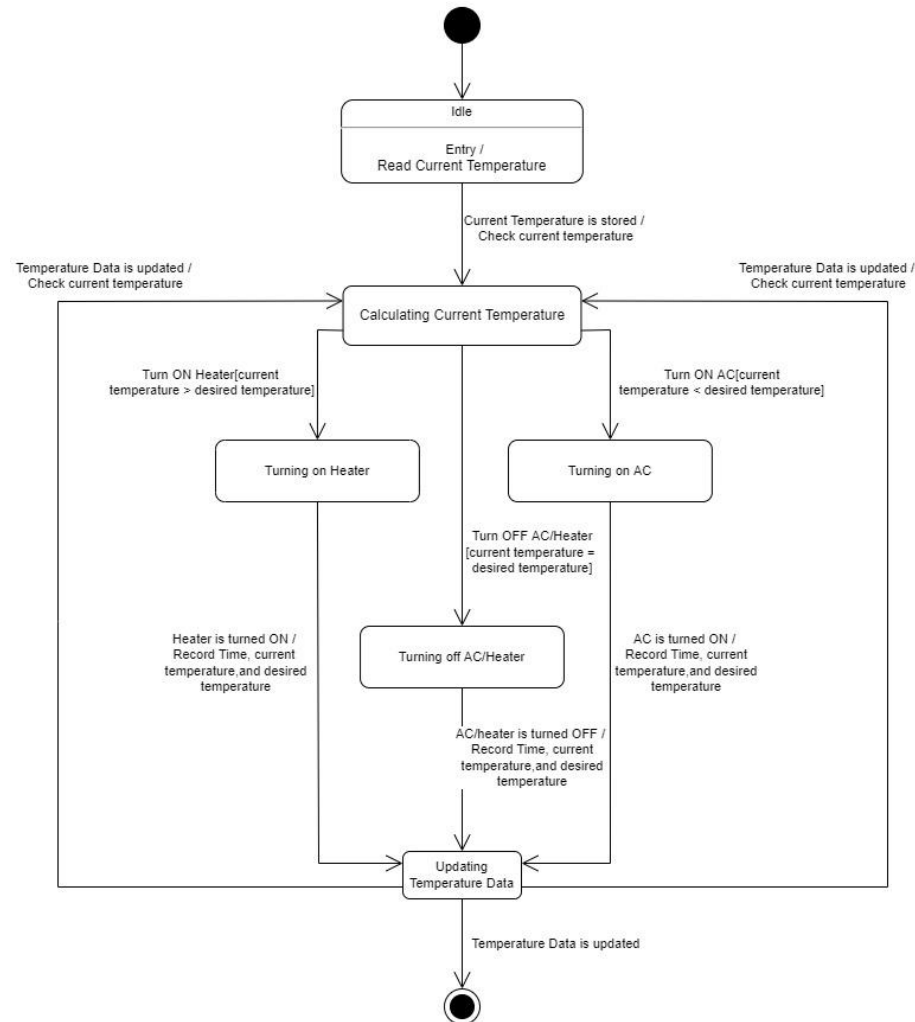 Idle
Entry /
Read Current Temperature
Current Temperature is stored /
Check current temperature
Temperature Data is updated /
Check current temperature
Temperature Data is updated /
Check current temperature
Calculating Current Temperature
Turn ON Heater[current
temperature > desired temperature]
Turn ON AC[current
temperature < desired temperature]
Turning on Heater
Turning on AC
Turn OFF AC/Heater
[current temperature =
desired temperature]
Heater is turned ON /
Record Time, current
temperature,and desired
temperature
Turning off AC/Heater
AC is turned ON /
Record Time, current
temperature,and desired
temperature
AC/heater is turned OFF /
Record Time, current
temperature,and desired
temperature
Updating
Temperature Data
Temperature Data is updated